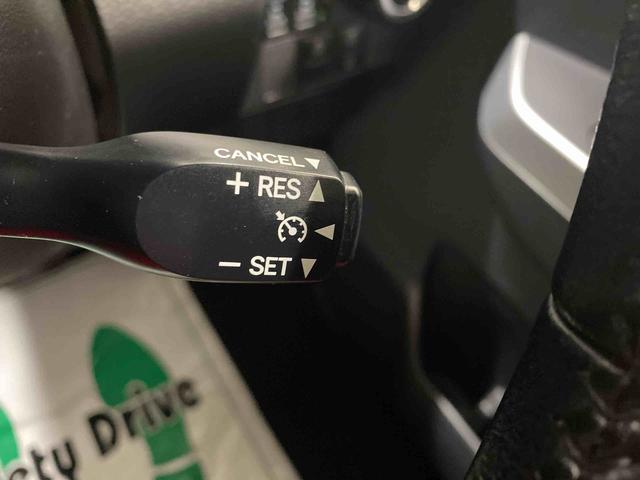 CANCEL▼
+ RES ▲
◀
− SET ▼
Drive